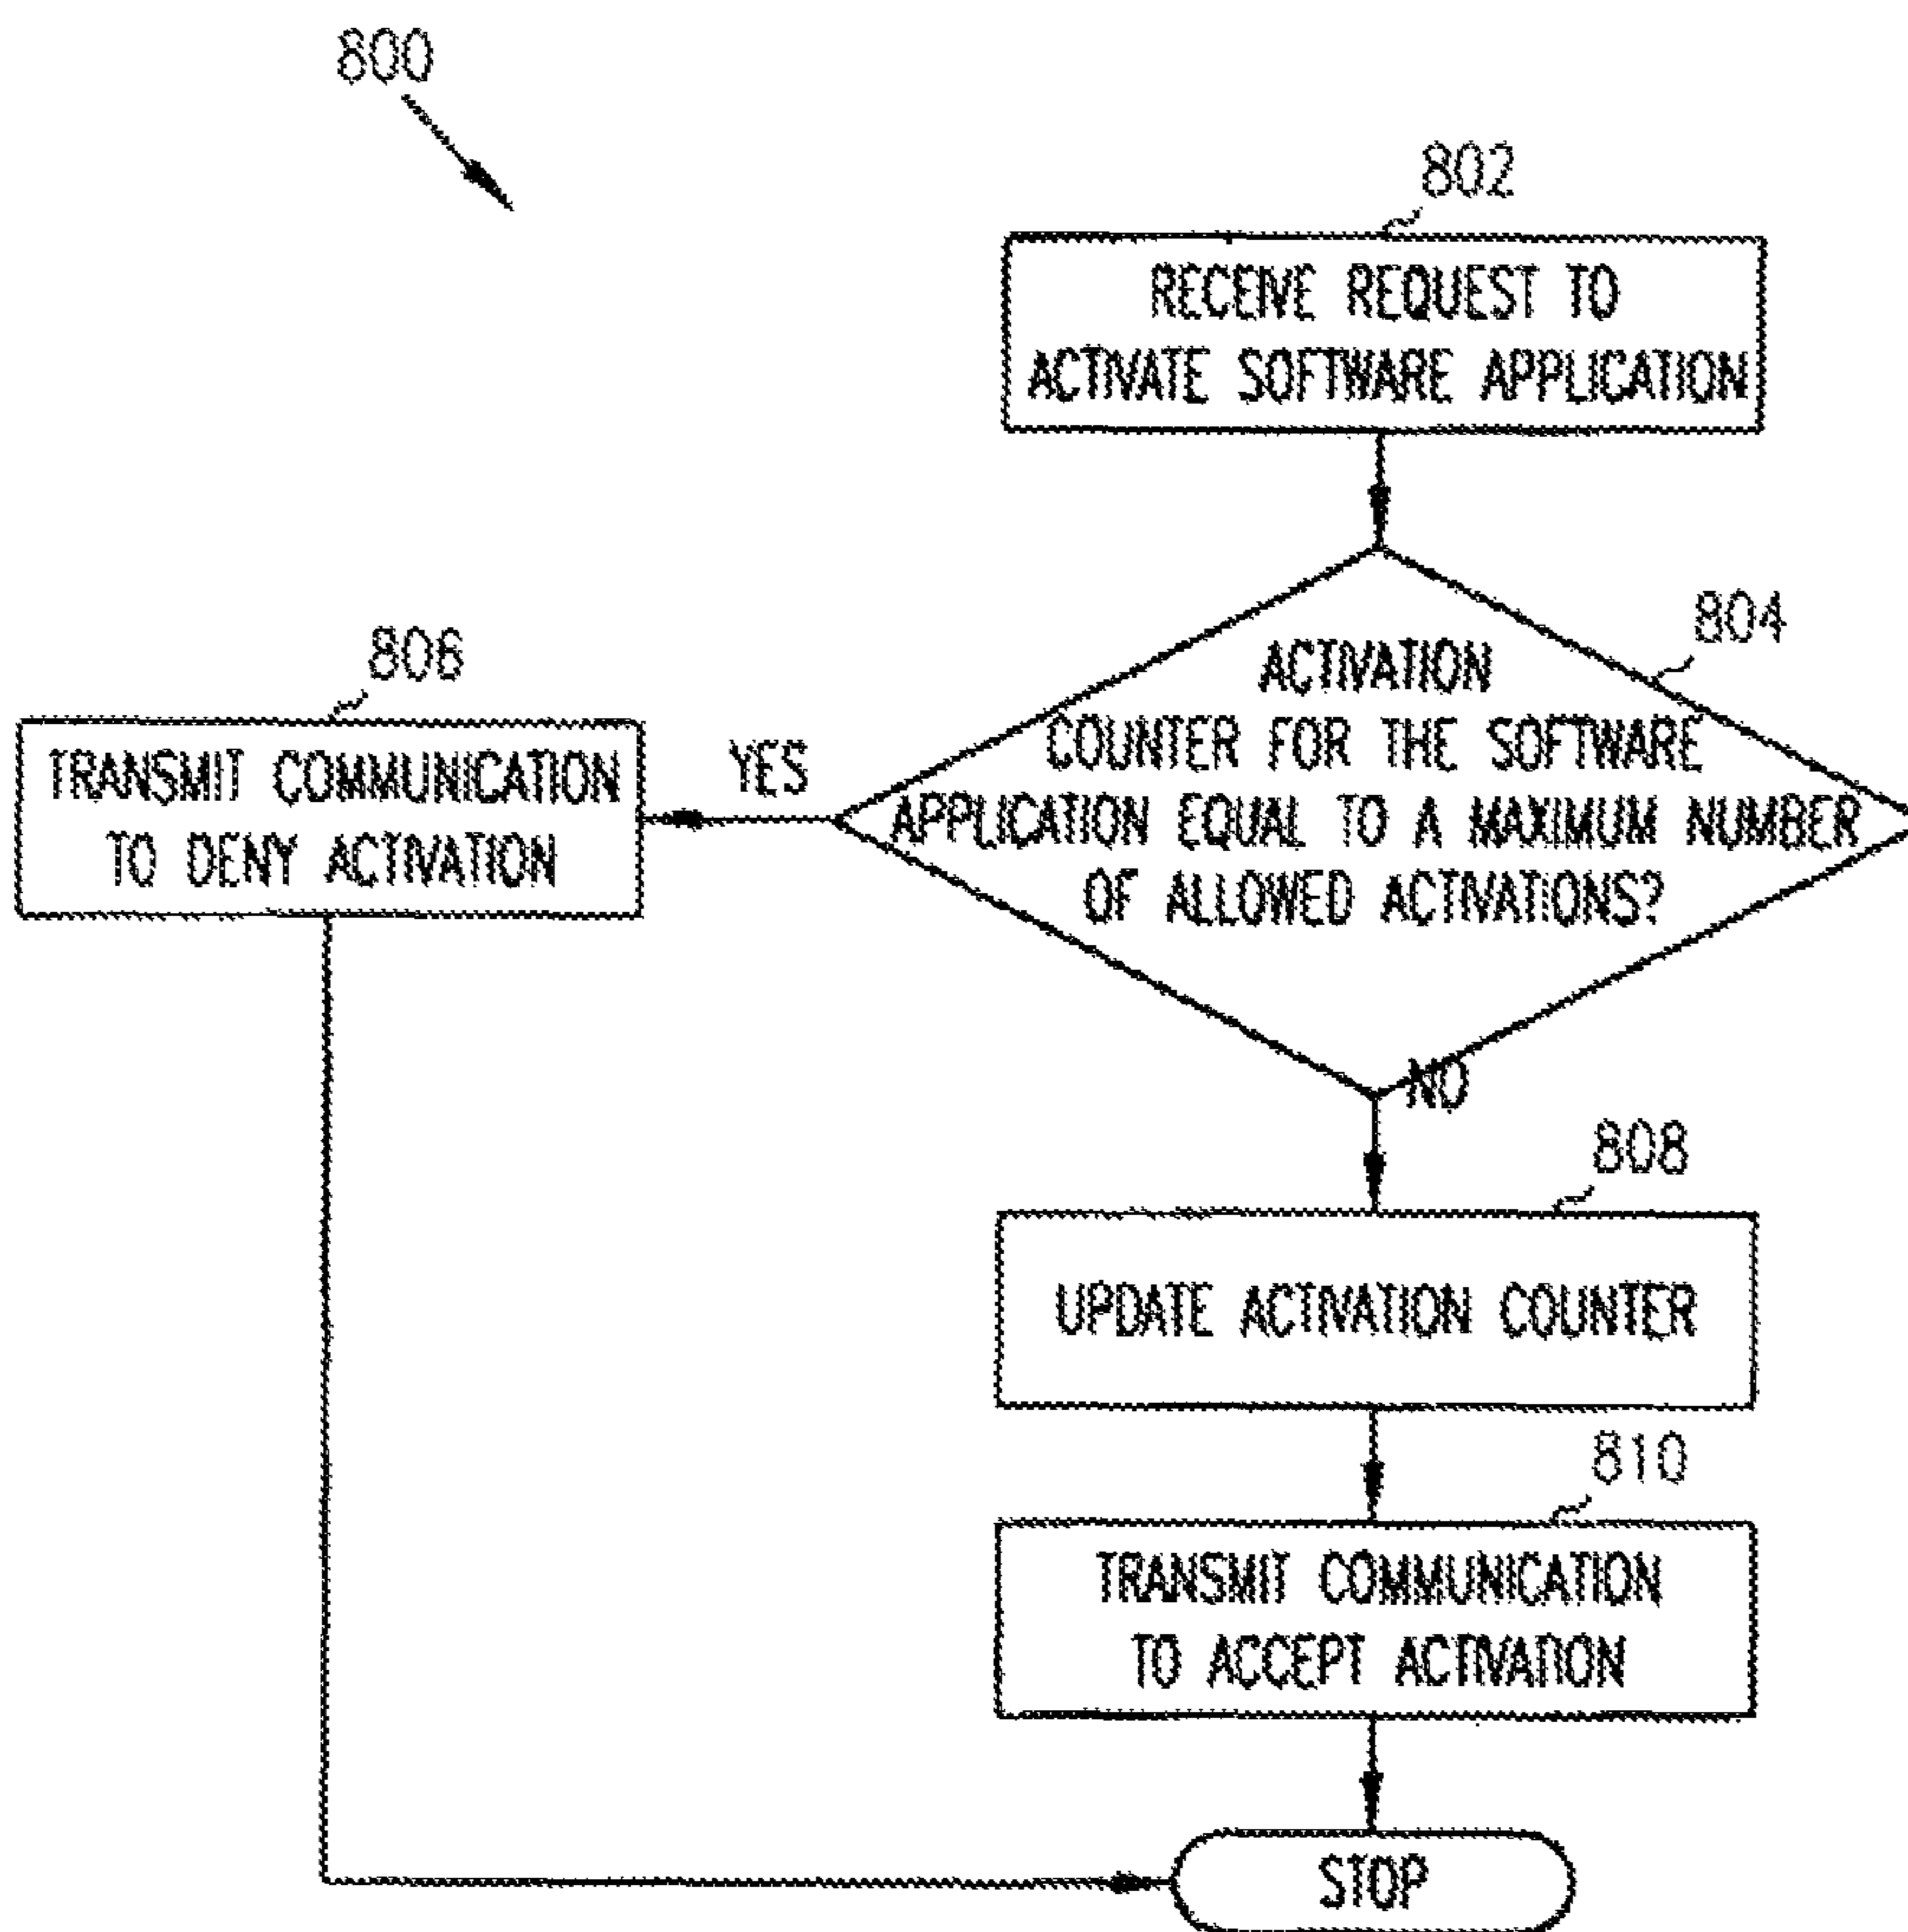 800
802
RECEIVE REQUEST TO
ACTIVATE SOFTWARE APPLICATION
804
ACTIVATION
COUNTER FOR THE SOFTWARE
APPLICATION EQUAL TO A MAXIMUM NUMBER
OF ALLOWED ACTIVATIONS?
YES
806
TRANSMIT COMMUNICATION
TO DENY ACTIVATION
NO
808
UPDATE ACTIVATION COUNTER
810
TRANSMIT COMMUNICATION
TO ACCEPT ACTIVATION
STOP